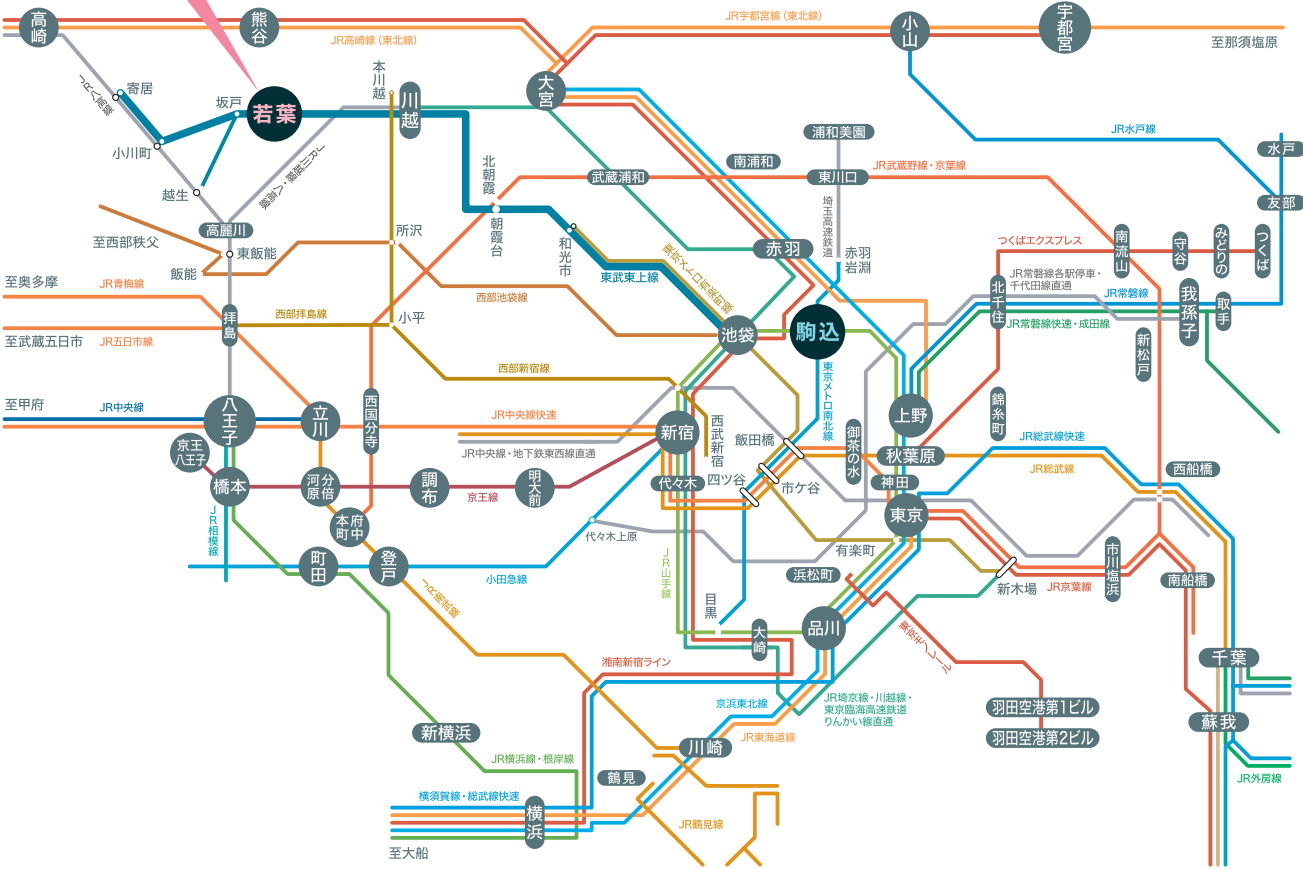 高崎
熊谷
JR高崎線（東北線）
JR宇都宮線（東北線）
小山
宇都宮
至那須塩原
JR八高線
寄居
坂戸
若葉
本川越
川越
大宮
小川町
越生
JR川越線・八高線
高麗川
北朝霞
朝霞台
武蔵浦和
南浦和
浦和美園
東川口
JR武蔵野線・京葉線
JR水戸線
水戸
友部
埼玉高速鉄道
至西部秩父
飯能
東飯能
所沢
和光市
東武東上線
東京メトロ有楽町線
赤羽
赤羽岩淵
つくばエクスプレス
南流山
守谷
みどりの
つくば
至奥多摩
JR青梅線
西部池袋線
JR常磐線各駅停車・
千代田線直通
北千住
JR常磐線
我孫子
取手
JR常磐線快速・成田線
拝島
西部拝島線
小平
池袋
駒込
至武蔵五日市
JR五日市線
新松戸
西部新宿線
東京メトロ南北線
至甲府
JR中央線
八王子
立川
西国分寺
JR中央線快速
新宿
西武新宿
飯田橋
御茶の水
上野
錦糸町
秋葉原
JR総武線快速
JR総武線
西船橋
京王八王子
JR中央線・地下鉄東西線直通
橋本
河原
分倍
調布
明大前
京王線
代々木
四ツ谷
市ケ谷
神田
東京
本町
府中
JR相模線
町田
登戸
小田急線
代々木上原
JR山手線
有楽町
浜松町
新木場
市川塩浜
JR京葉線
南船橋
JR南武線
目黒
大崎
品川
東京モノレール
千葉
湘南新宿ライン
京浜東北線
JR埼京線・川越線・
東京臨海高速鉄道
りんかい線直通
羽田空港第1ビル
羽田空港第2ビル
蘇我
新横浜
川崎
JR東海道線
JR横浜線・根岸線
鶴見
JR外房線
横須賀線・総武線快速
横浜
JR鶴見線
至大船